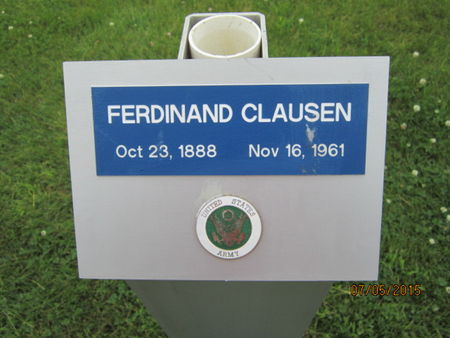 FERDINAND CLAUSEN
Oct 23, 1888 Nov 16, 1961
UNITED STATES
ARMY
07/05/2015